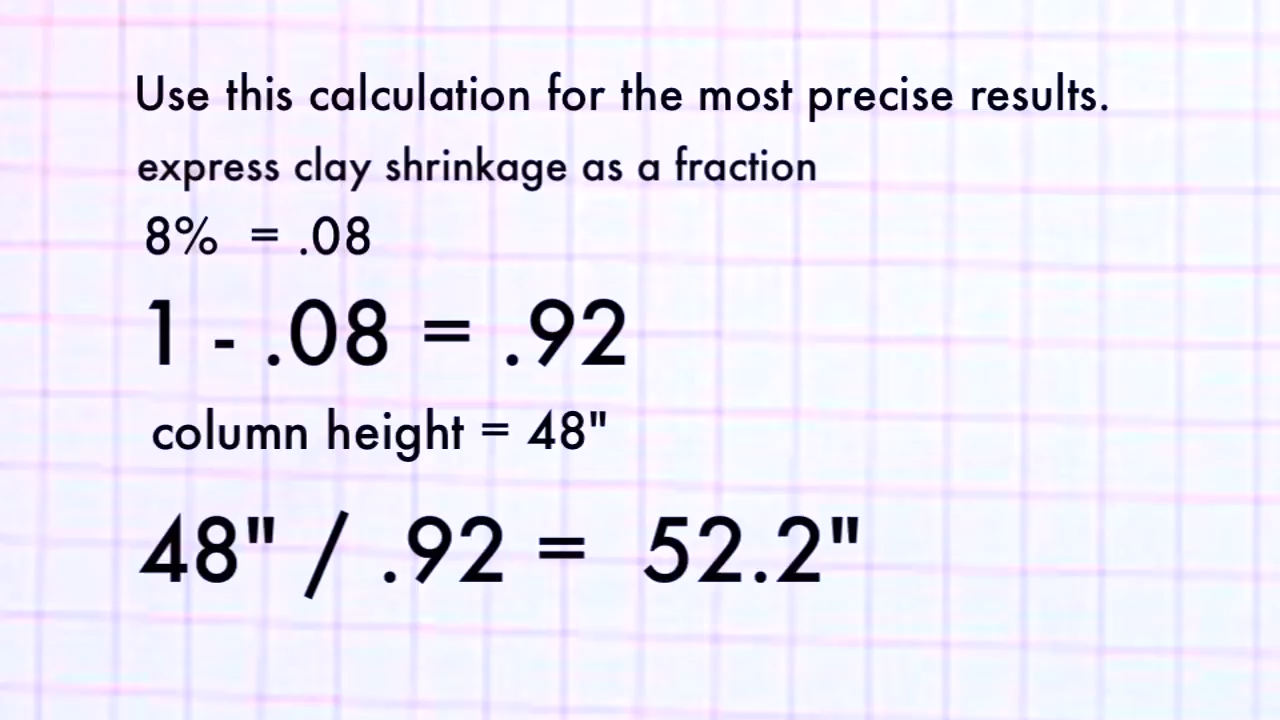 Use this calculation for the most precise results.
express clay shrinkage as a fraction
8% = .08
1 - .08 = .92
column height = 48"
48" / .92 = 52.2"